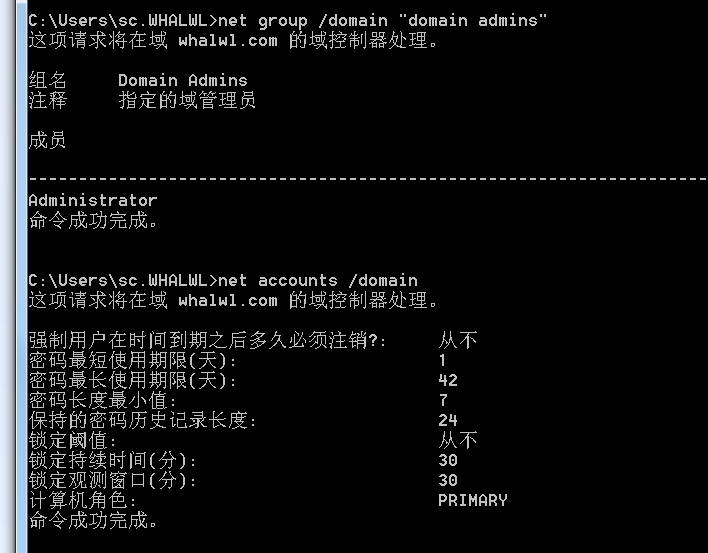 C:\Users\sc.WHALWL>net group /domain "domain admins"
这项请求将在域 whalwl.com 的域控制器处理。
组名     Domain Admins
注释     指定的域管理员
成员
-------------------------------------------------------------------
Administrator
命令成功完成。
C:\Users\sc.WHALWL>net accounts /domain
这项请求将在域 whalwl.com 的域控制器处理。
强制用户在时间到期之后多久必须注销?:     从不
密码最短使用期限(天):                    1
密码最长使用期限(天):                    42
密码长度最小值:                          7
保持的密码历史记录长度:                  24
锁定阈值:                                从不
锁定持续时间(分):                        30
锁定观测窗口(分):                        30
计算机角色:                              PRIMARY
命令成功完成。